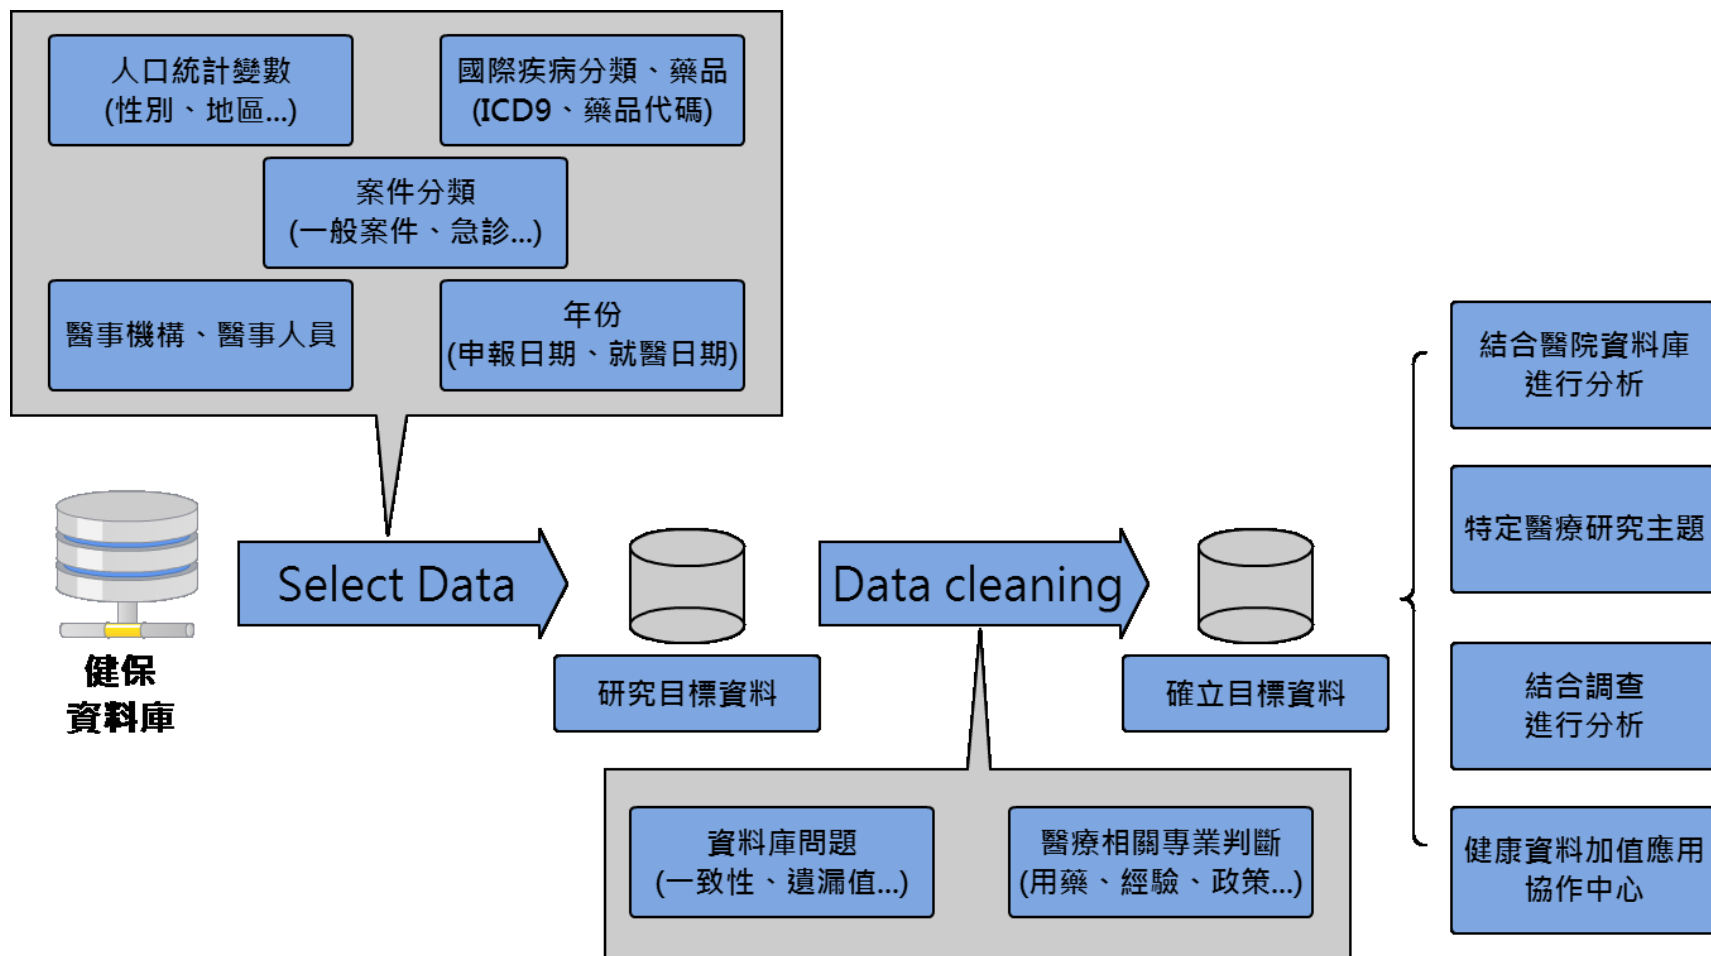 人口統計變數
(性別、地區...)
國際疾病分類、藥品
(ICD9、藥品代碼)
案件分類
(一般案件、急診...)
醫事機構、醫事人員
年份
(申報日期、就醫日期)
健保
資料庫
Select Data
研究目標資料
Data cleaning
確立目標資料
資料庫問題
(一致性、遺漏值...)
醫療相關專業判斷
(用藥、經驗、政策...)
結合醫院資料庫
進行分析
特定醫療研究主題
結合調查
進行分析
健康資料加值應用
協作中心